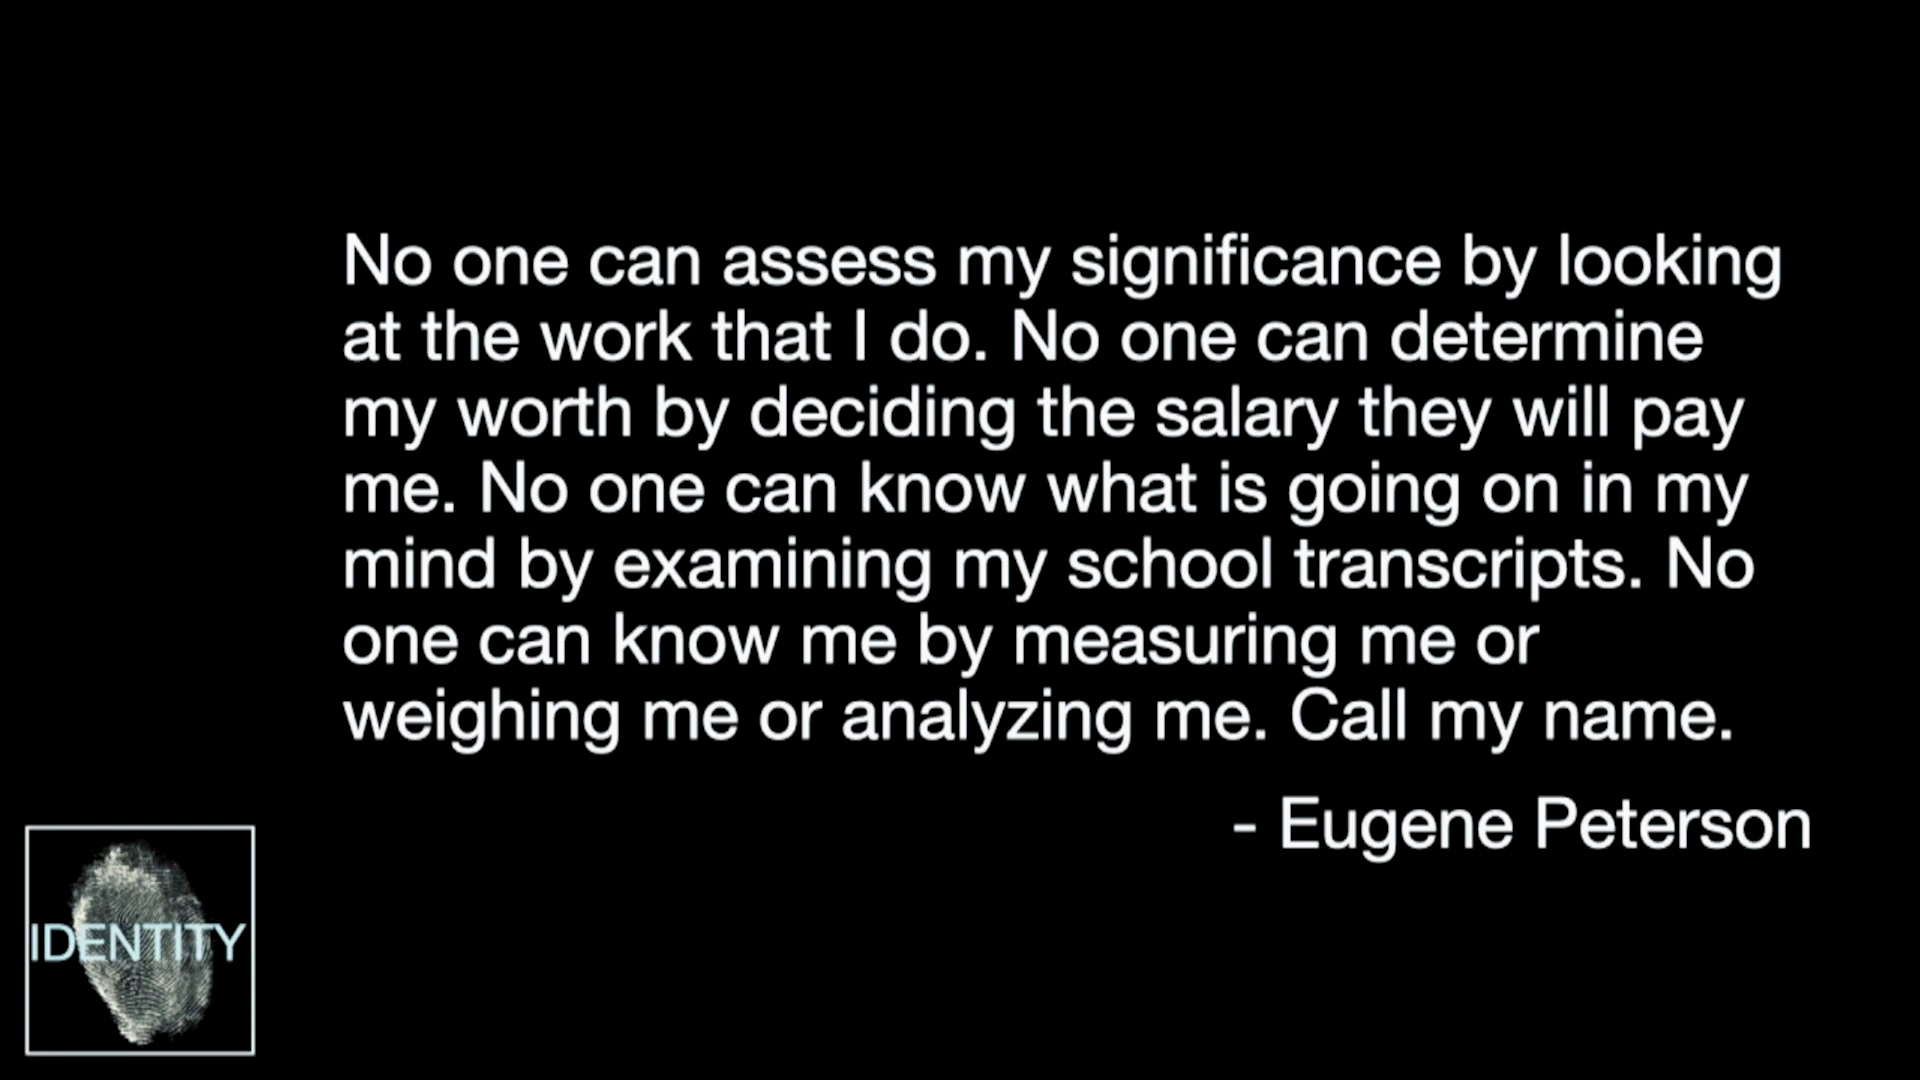 No one can assess my significance by looking
at the work that I do. No one can determine
my worth by deciding the salary they will pay
me. No one can know what is going on in my
mind by examining my school transcripts. No
one can know me by measuring me or
weighing me or analyzing me. Call my name.
- Eugene Peterson
IDENTITY